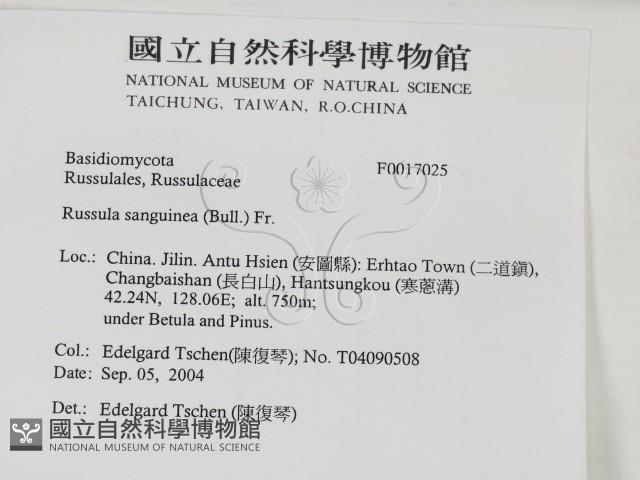 國立自然科學博物館
NATIONAL MUSEUM OF NATURAL SCIENCE
TAICHUNG, TAIWAN, R.O.CHINA
Basidiomycota F0017025
Russulales, Russulaceae
Russula sanguinea (Bull.) Fr.
Loc.: China. Jilin. Antu Hsien (安圖縣): Erhtao Town (二道鎭),
Changbaishan (長白山), Hantsungkou (寒蔥溝)
42.24N, 128.06E; alt. 750m;
under Betula and Pinus.
Col.: Edelgard Tschen(陳復琴); No. T04090508
Date: Sep. 05, 2004
Det.: Edelgard Tschen (陳復琴)
國立自然科學博物館
NATIONAL MUSEUM OF NATURAL SCIENCE